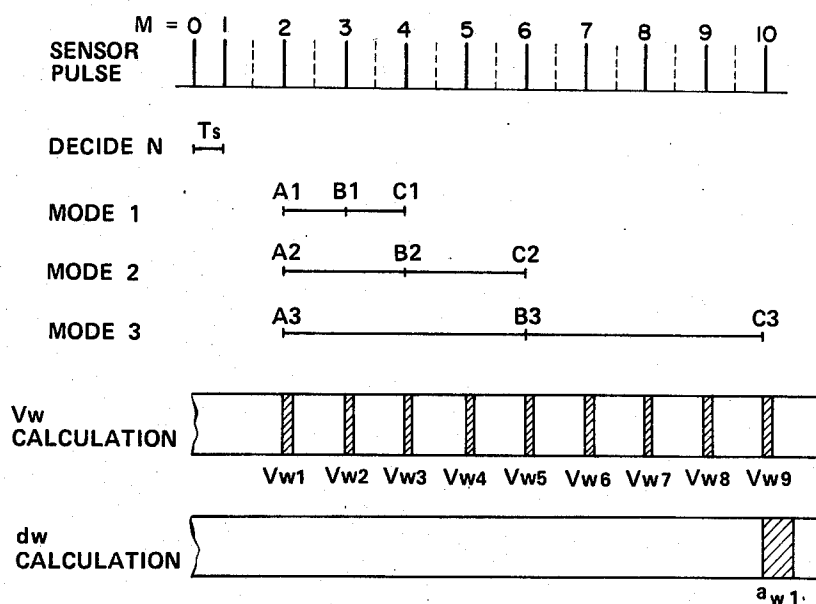 M = 0 1 2 3 4 5 6 7 8 9 10
SENSOR
PULSE
DECIDE N
Ts
A1 B1 C1
MODE 1
A2 B2 C2
MODE 2
A3 B3 C3
MODE 3
Vw
CALCULATION
Vw1 Vw2 Vw3 Vw4 Vw5 Vw6 Vw7 Vw8 Vw9
dw
CALCULATION
aw1.